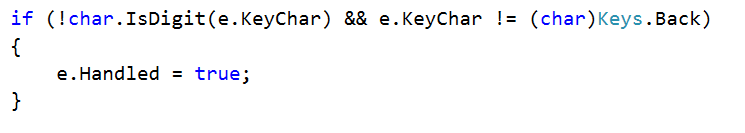 if (!char.IsDigit(e.KeyChar) && e.KeyChar != (char)Keys.Back)
{
    e.Handled = true;
}